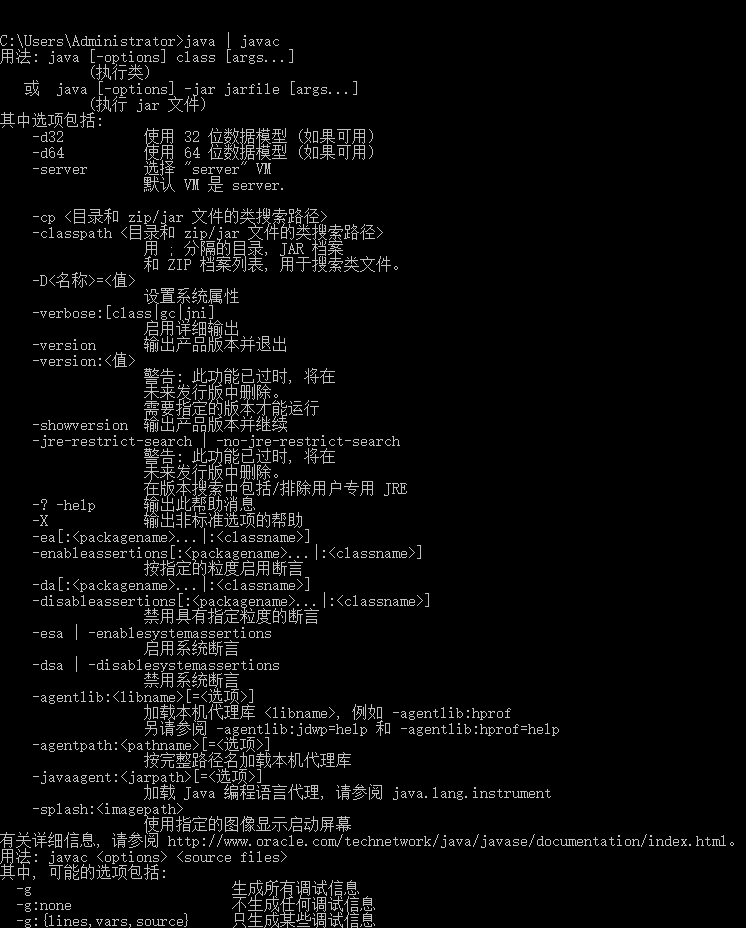 C:\Users\Administrator>java | javac
用法: java [-options] class [args...]
(执行类)
或 java [-options] -jar jarfile [args...]
(执行 jar 文件)
其中选项包括:
-d32 使用 32 位数据模型 (如果可用)
-d64 使用 64 位数据模型 (如果可用)
-server 选择 "server" VM
默认 VM 是 server.
-cp <目录和 zip/jar 文件的类搜索路径>
-classpath <目录和 zip/jar 文件的类搜索路径>
用 ; 分隔的目录, JAR 档案
和 ZIP 档案列表, 用于搜索类文件。
-D<名称>=<值>
设置系统属性
-verbose:[class|gc|jni]
启用详细输出
-version 输出产品版本并退出
-version:<值>
警告: 此功能已过时, 将在
未来发行版中删除。
需要指定的版本才能运行
-showversion 输出产品版本并继续
-jre-restrict-search | -no-jre-restrict-search
警告: 此功能已过时, 将在
未来发行版中删除。
在版本搜索中包括/排除用户专用 JRE
-? -help 输出此帮助消息
-X 输出非标准选项的帮助
-ea[:<packagename>...|:<classname>]
-enableassertions[:<packagename>...|:<classname>]
按指定的粒度启用断言
-da[:<packagename>...|:<classname>]
-disableassertions[:<packagename>...|:<classname>]
禁用具有指定粒度的断言
-esa | -enablesystemassertions
启用系统断言
-dsa | -disablesystemassertions
禁用系统断言
-agentlib:<libname>[=<选项>]
加载本机代理库 <libname>, 例如 -agentlib:hprof
另请参阅 -agentlib:jdwp=help 和 -agentlib:hprof=help
-agentpath:<pathname>[=<选项>]
按完整路径名加载本机代理库
-javaagent:<jarpath>[=<选项>]
加载 Java 编程语言代理, 请参阅 java.lang.instrument
-splash:<imagepath>
使用指定的图像显示启动屏幕
有关详细信息, 请参阅 http://www.oracle.com/technetwork/java/javase/documentation/index.html。
用法: javac <options> <source files>
其中, 可能的选项包括:
-g 生成所有调试信息
-g:none 不生成任何调试信息
-g:{lines,vars,source} 只生成某些调试信息